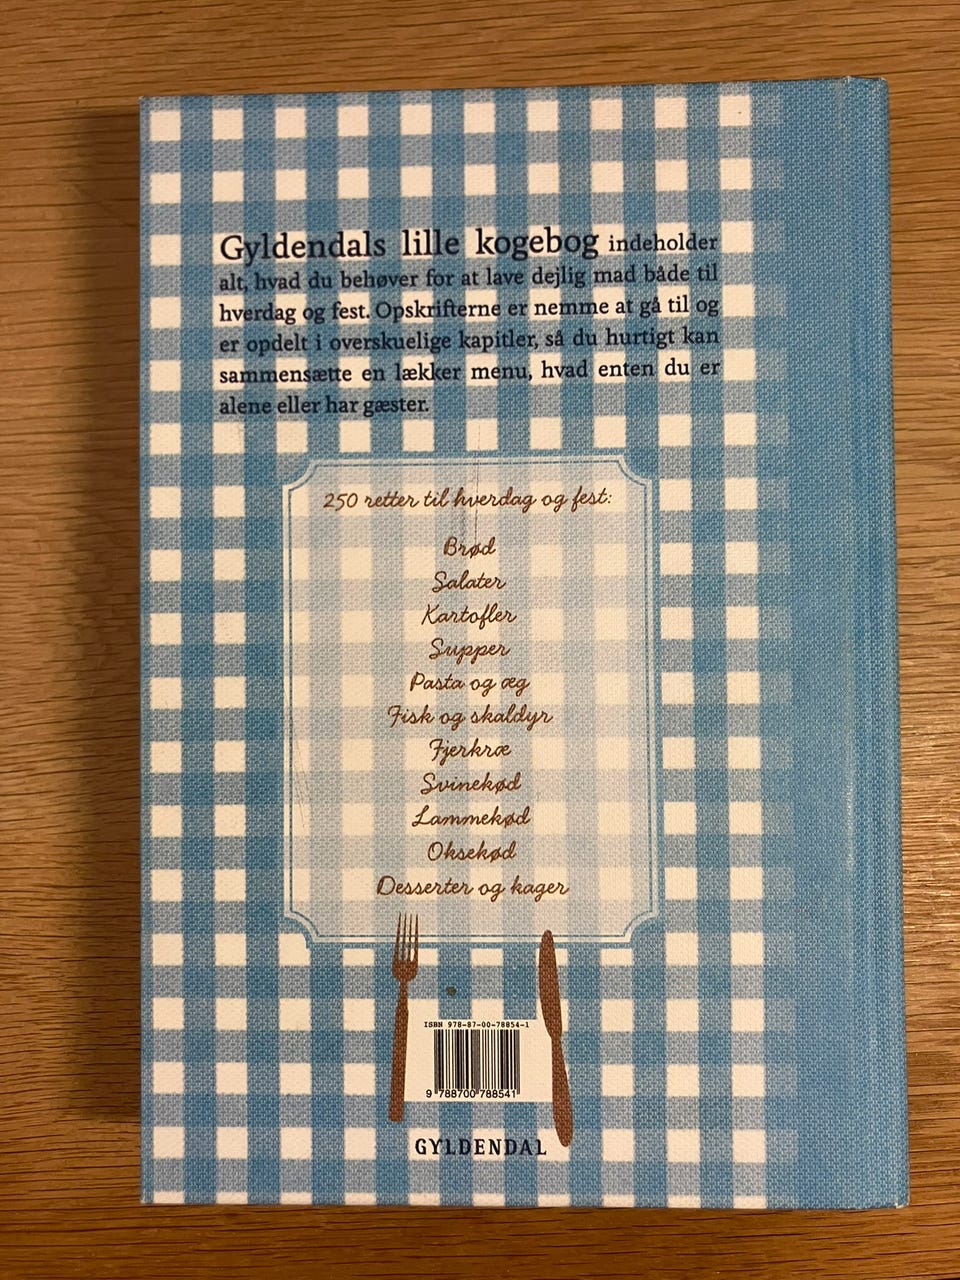 Gyldendals lille kogebog indeholder
alt, hvad du behøver for at lave dejlig mad både til
hverdag og fest. Opskrifterne er nemme at gå til og
er opdelt i overskuelige kapitler, så du hurtigt kan
sammensætte en lækker menu, hvad enten du er
alene eller har gæster.
250 retter til hverdag og fest:
Brød
Salater
Kartofler
Supper
Pasta og æg
Fisk og skaldyr
Fjerkræ
Svinekød
Lammekød
Oksekød
Desserter og kager
ISBN 978-87-00-78854-1
9 788700 788541
GYLDENDAL